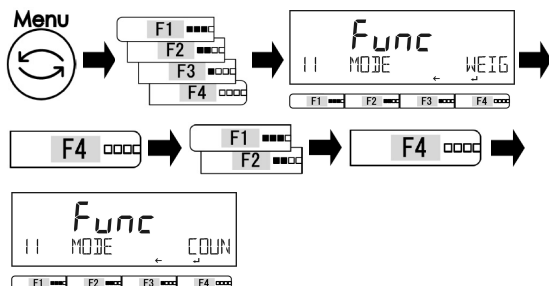 Menu
F1
F2
F3
F4
Func
11 MODE WEIG
← ↵
F1 F2 F3 F4
F4
F1
F2
F4
Func
11 MODE COUN
← ↵
F1 F2 F3 F4